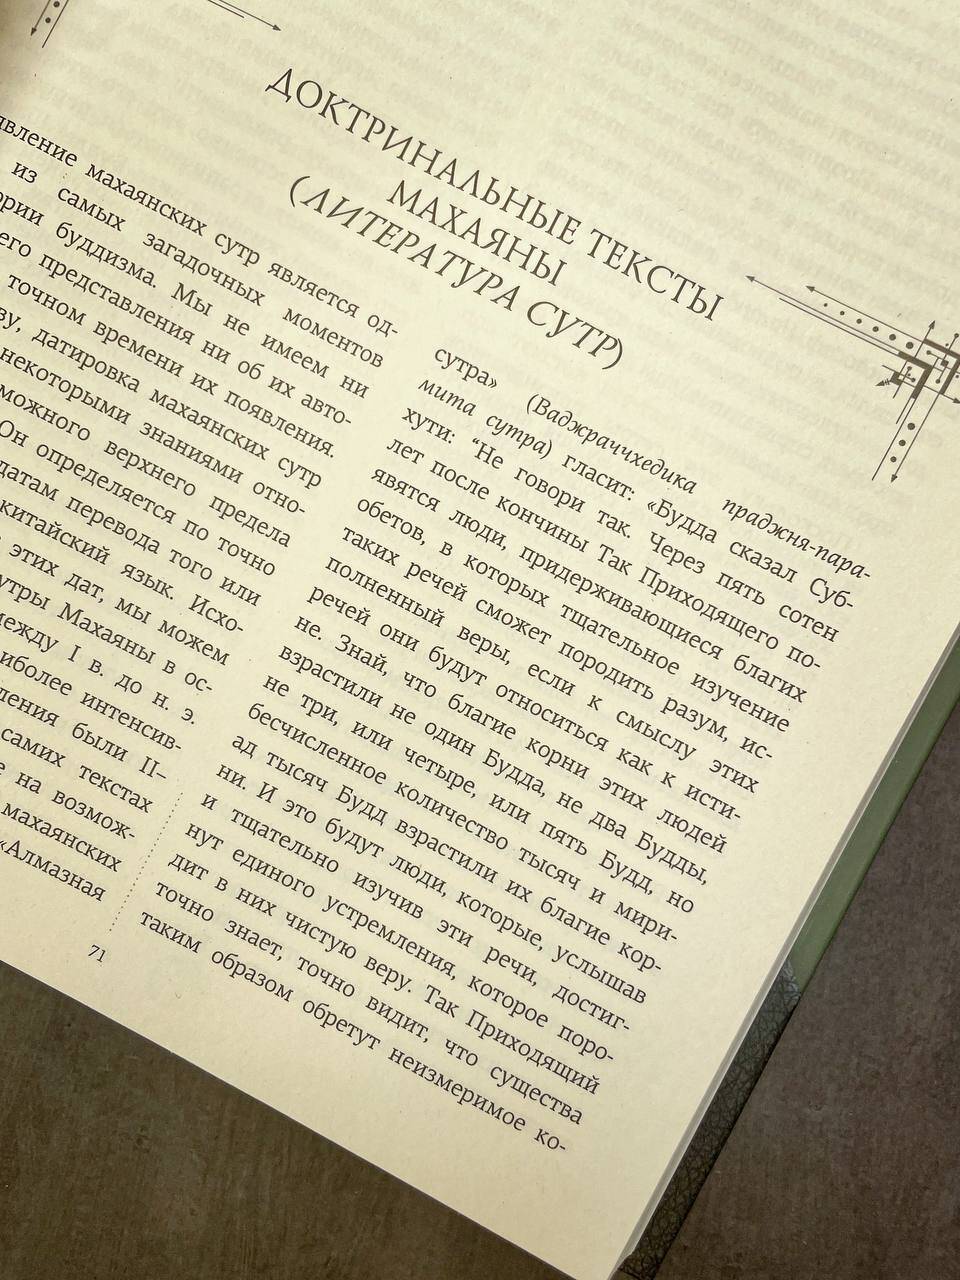 ДОКТРИНАЛЬНЫЕ ТЕКСТЫ
МАХАЯНЫ
(ЛИТЕРАТУРА СУТР)
махаянских сутр является од-
из самых загадочных моментов
буддизма. Мы не имеем ни
представления ни об их авто-
точном времени их появления.
датировка махаянских сутр
некоторыми знаниями отно-
верхнего предела
Он определяется по точно
датам перевода того или
китайский язык. Исхо-
этих дат, мы можем
Махаяны в ос-
между I в. до н. э.
интенсив-
были II–
самих текстах
на возмож-
махаянских
«Алмазная
сутра» (Ваджраччхедика праджня-пара-
мита сутра) гласит: «Будда сказал Суб-
хути: “Не говори так. Через пять сотен
лет после кончины Так Приходящего по-
явятся люди, придерживающиеся благих
обетов, в которых тщательное изучение
таких речей сможет породить разум, ис-
полненный веры, если к смыслу этих
речей они будут относиться как к исти-
не. Знай, что благие корни этих людей
взрастили не один Будда, не два Будды,
не три, или четыре, или пять Будд, но
бесчисленное количество тысяч и мири-
ад тысяч Будд взрастили их благие кор-
ни. И это будут люди, которые, услышав
и тщательно изучив эти речи, достиг-
нут единого устремления, которое поро-
дит в них чистую веру. Так Приходящий
точно знает, точно видит, что существа
таким образом обретут неизмеримое ко-
71